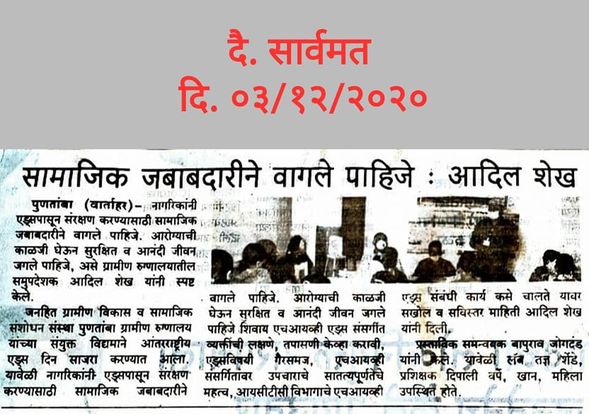 दै. सार्वमत
दि. ०३/१२/२०२०
सामाजिक जबाबदारीने वागले पाहिजे : आदिल शेख
पुणतांबा (वार्ताहर)– नागरिकांनी
एड्सपासून संरक्षण करण्यासाठी सामाजिक
जबाबदारीने वागले पाहिजे. आरोग्याची
काळजी घेऊन सुरक्षित व आनंदी जीवन
जगले पाहिजे, असे ग्रामीण रुग्णालयातील
समुपदेशक आदिल शेख यांनी स्पष्ट
केले.
जनहित ग्रामीण विकास व सामाजिक
संशोधन संस्था पुणतांबा ग्रामीण रुग्णालय
यांच्या संयुक्त विद्यमाने आंतरराष्ट्रीय
एड्स दिन साजरा करण्यात आला.
यावेळी नागरिकांनी एड्सपासून संरक्षण
करण्यासाठी सामाजिक जबाबदारीने
वागले पाहिजे. आरोग्याची काळजी
घेऊन सुरक्षित व आनंदी जीवन जगले
पाहिजे शिवाय एचआयव्ही एड्स संसर्गीत
व्यक्तींची लक्षणे, तपासणी केव्हा करावी,
एड्सविषयी गैरसमज, एचआयव्ही
संसर्गितावर उपचाराचे सातत्यपूर्णतेचे
महत्व, आयसीटीसी विभागाचे एचआयव्ही
एड्स संबंधी कार्य कसे चालते यावर
सखोल व सविस्तर माहिती आदिल शेख
यांनी दिली.
प्रास्ताविक समन्वयक बापुराव जोगदंड
यांनी केले. यावेळी लॅब तज्ञ शेंडे,
प्रशिक्षक दिपाली वर्पे, खान, महिला
उपस्थित होते.